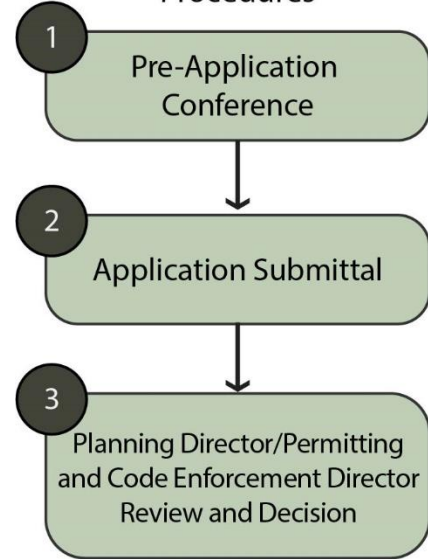 Procedures
1
Pre-Application
Conference
2
Application Submittal
3
Planning Director/Permitting
and Code Enforcement Director
Review and Decision